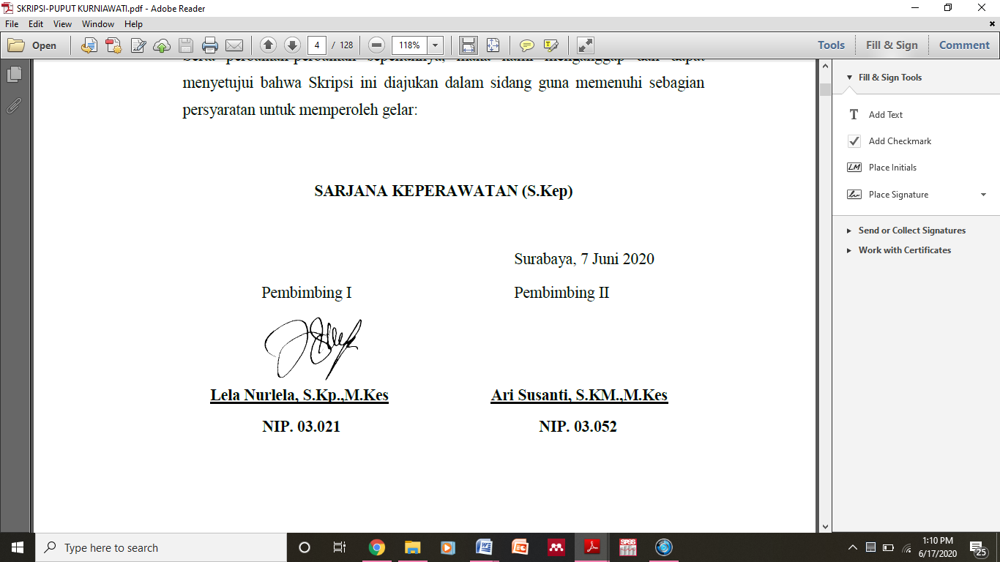 SKRIPSI-PUPUT KURNIAWATI.pdf - Adobe Reader
File Edit View Window Help
Open 4 / 128 118% Tools Fill & Sign Comment
menyetujui bahwa Skripsi ini diajukan dalam sidang guna memenuhi sebagian
persyaratan untuk memperoleh gelar:
SARJANA KEPERAWATAN (S.Kep)
Surabaya, 7 Juni 2020
Pembimbing I Pembimbing II
Lela Nurlela, S.Kp.,M.Kes Ari Susanti, S.KM.,M.Kes
NIP. 03.021 NIP. 03.052
Fill & Sign Tools
T Add Text
Add Checkmark
LM Place Initials
Place Signature
Send or Collect Signatures
Work with Certificates
Type here to search
1:10 PM
6/17/2020
25